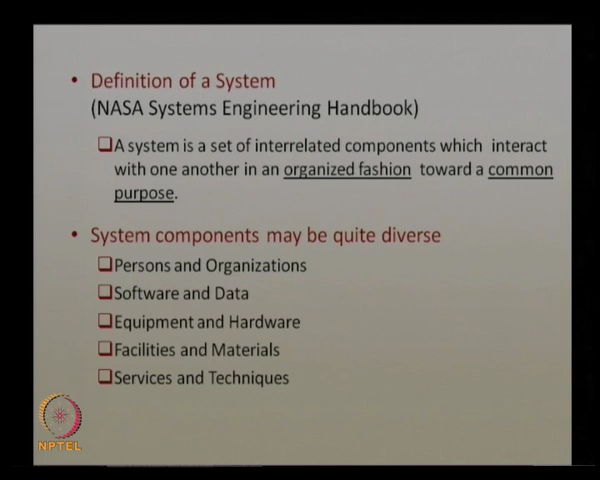 • Definition of a System
(NASA Systems Engineering Handbook)
❑A system is a set of interrelated components which interact
with one another in an organized fashion toward a common
purpose.
• System components may be quite diverse
❑Persons and Organizations
❑Software and Data
❑Equipment and Hardware
❑Facilities and Materials
❑Services and Techniques
NPTEL